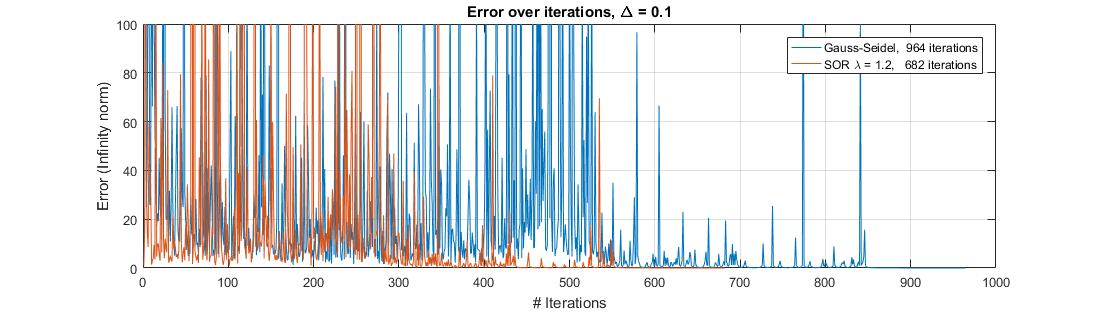 Error over iterations, Δ = 0.1
Gauss-Seidel, 964 iterations
SOR λ = 1.2, 682 iterations
Error (Infinity norm)
100
80
60
40
20
0
0 100 200 300 400 500 600 700 800 900 1000
# Iterations